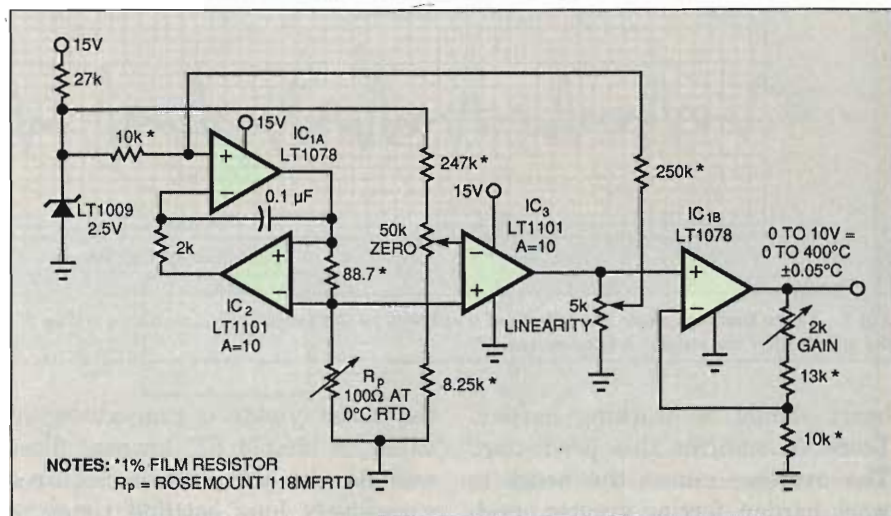 15V
27k
10k*
LT1009
2.5V
15V
IC1A
LT1078
0.1 µF
2k
IC2
LT1101
A=10
88.7*
RP
100Ω AT
0°C RTD
247k*
50k
ZERO
8.25k*
15V
IC3
LT1101
A=10
5k
LINEARITY
250k*
IC1B
LT1078
0 TO 10V =
0 TO 400°C
±0.05°C
2k
GAIN
13k*
10k*
NOTES: *1% FILM RESISTOR
RP = ROSEMOUNT 118MFRTD